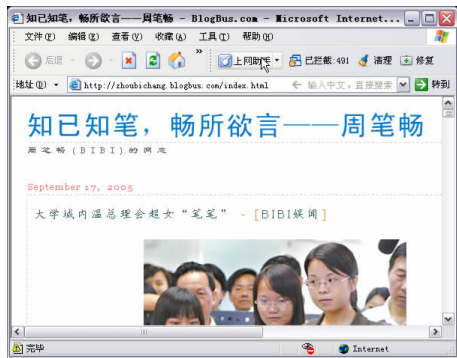 知己知笔，畅所欲言——周笔畅 - BlogBus.com - Microsoft Internet...
文件(F) 编辑(E) 查看(V) 收藏(A) 工具(T) 帮助(H)
后退 » 上网助手 已拦截:491 清理 修复
地址(D) http://zhoubichang.blogbus.com/index.html ← 输入中文，直接搜索 转到
知己知笔，畅所欲言——周笔畅
周笔畅(BIBI)的网志
September 17, 2005
大学城内温总理会超女“笔笔” - [BIBI娱闻]
完毕 Internet